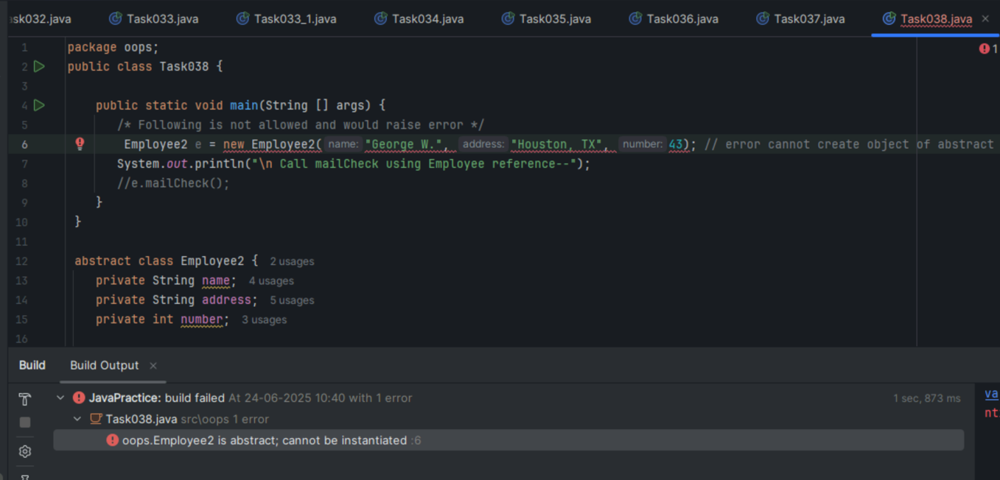 sk032.java Task033.java Task033_1.java Task034.java Task035.java Task036.java Task037.java Task038.java ×
1 package oops; 1
2 public class Task038 {
3
4 public static void main(String [] args) {
5 /* Following is not allowed and would raise error */
6 Employee2 e = new Employee2( name: "George W.", address: "Houston, TX", number: 43); // error cannot create object of abstract
7 System.out.println("\n Call mailCheck using Employee reference--");
8 //e.mailCheck();
9 }
10 }
11
12 abstract class Employee2 { 2 usages
13 private String name; 4 usages
14 private String address; 5 usages
15 private int number; 3 usages
16
Build Build Output ×
JavaPractice: build failed At 24-06-2025 10:40 with 1 error 1 sec, 873 ms va
Task038.java src\oops 1 error nt
oops.Employee2 is abstract; cannot be instantiated :6